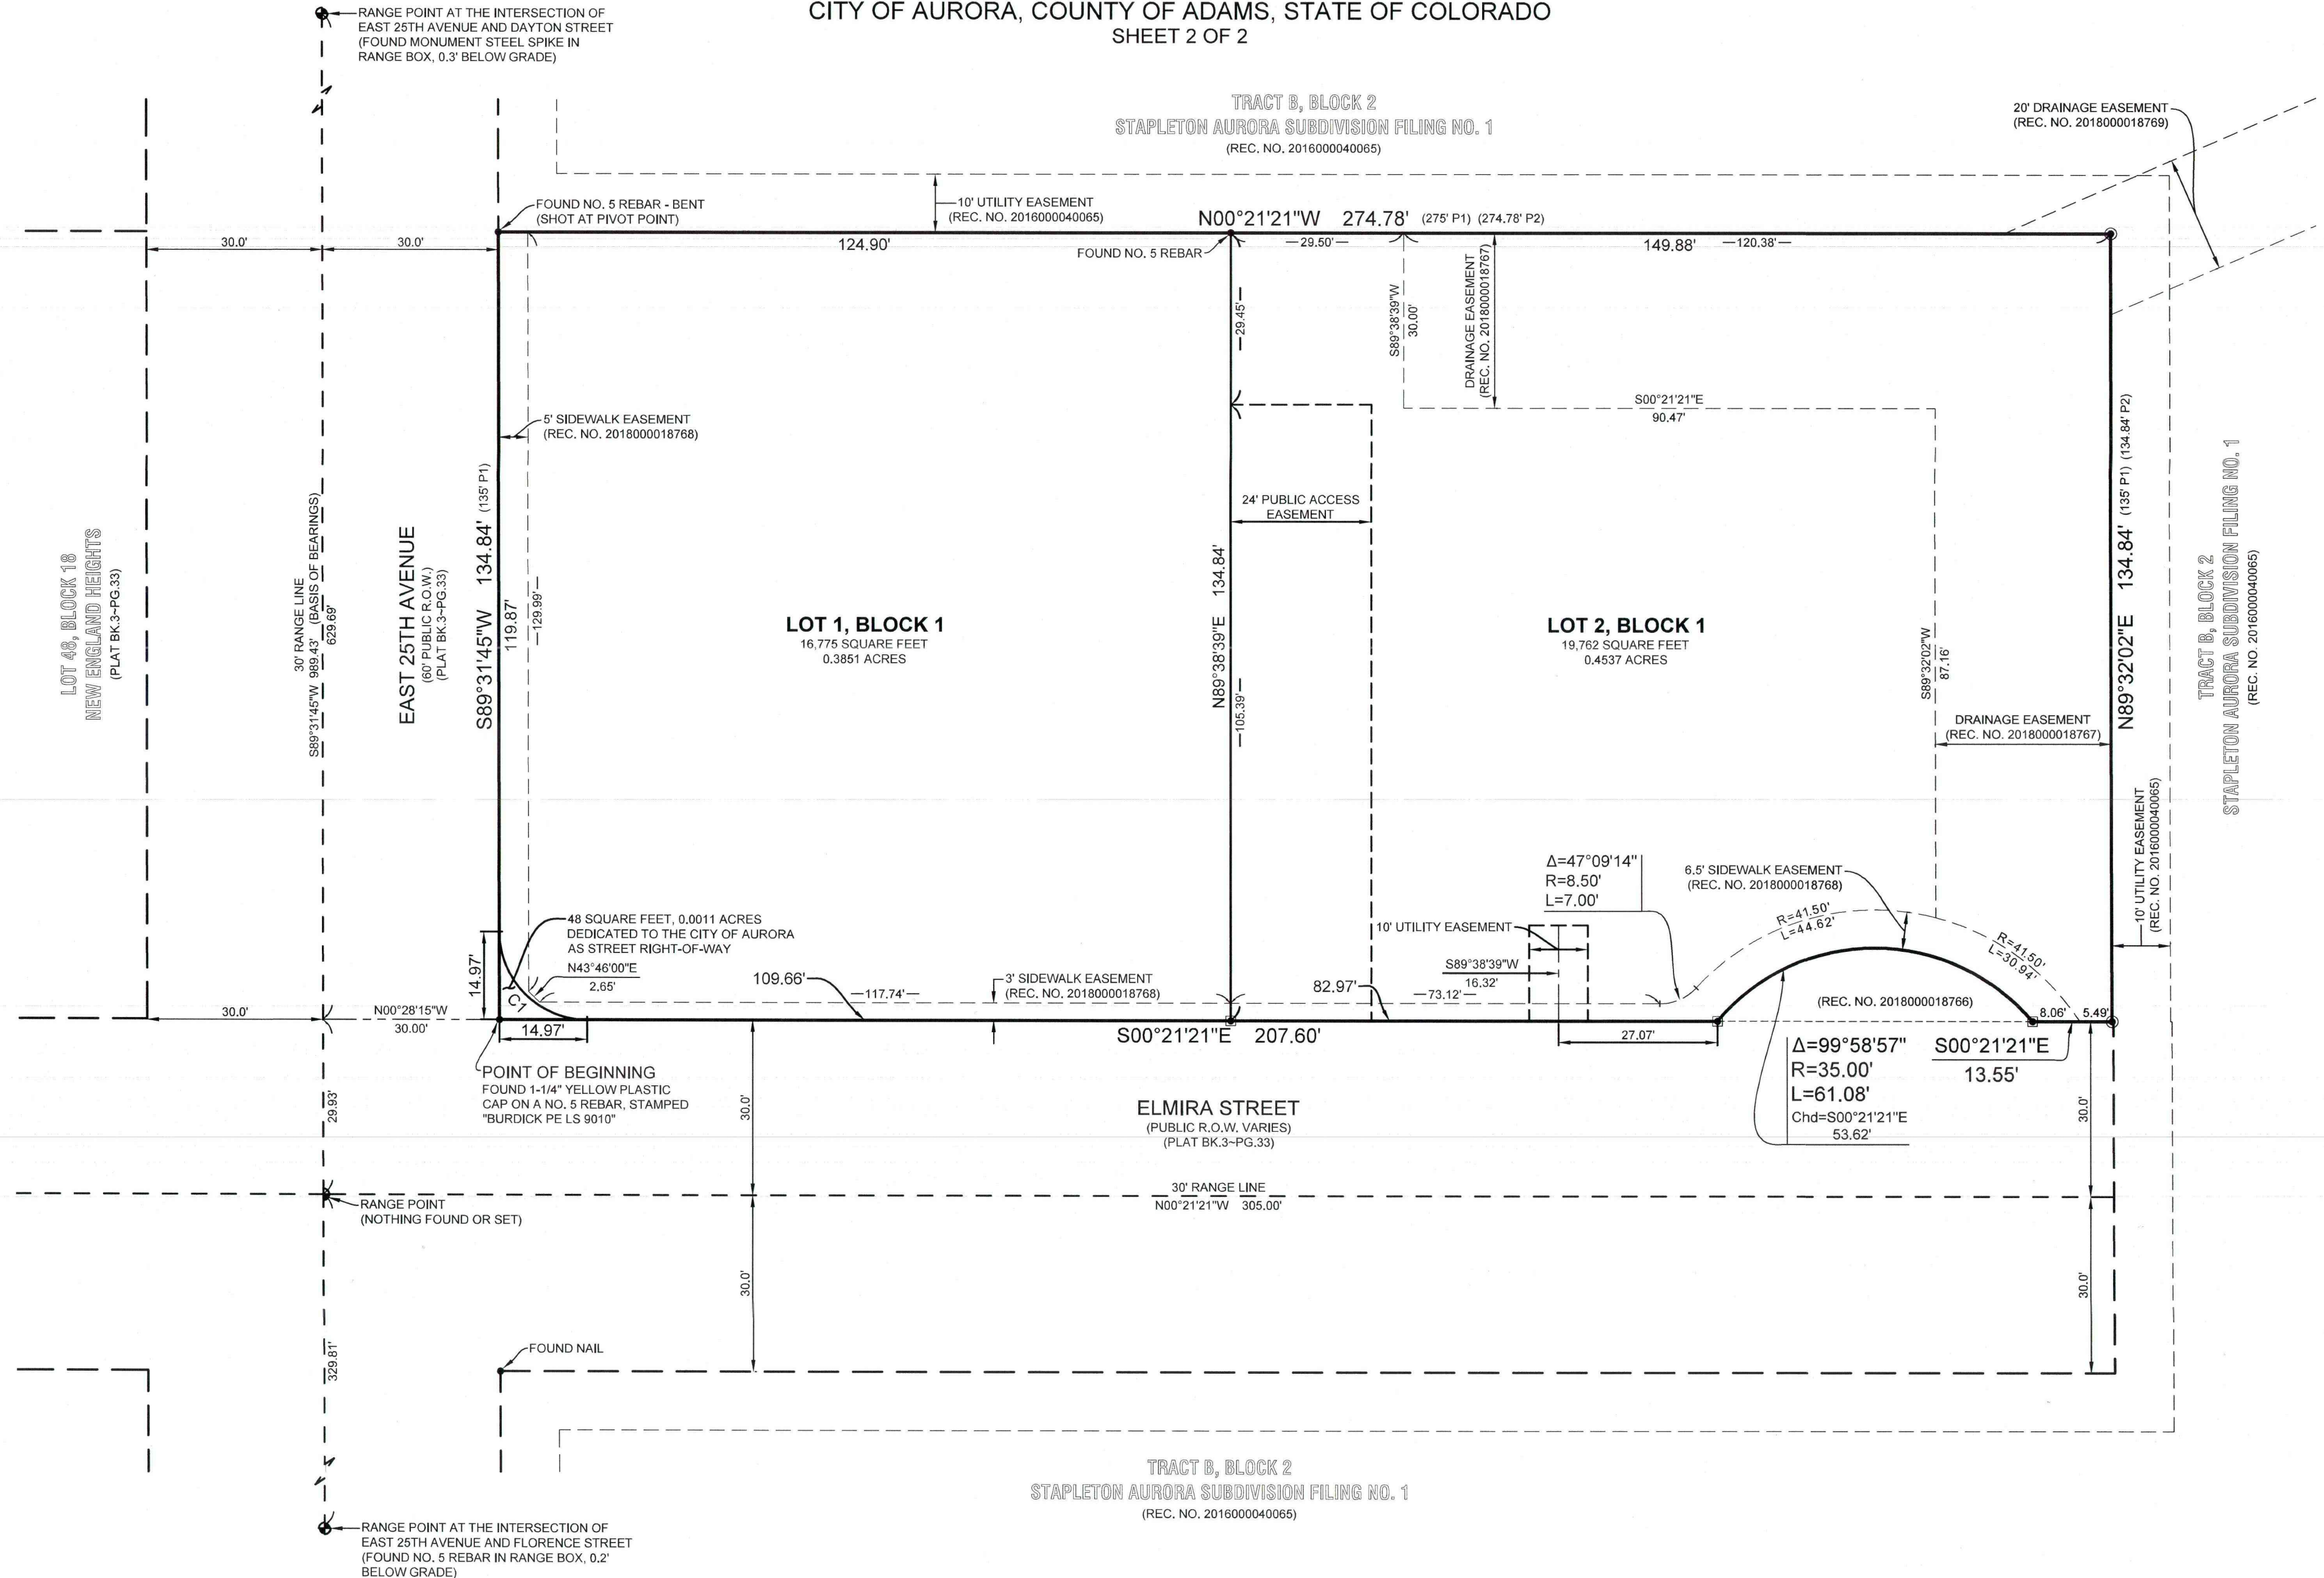 CITY OF AURORA, COUNTY OF ADAMS, STATE OF COLORADO
SHEET 2 OF 2
RANGE POINT AT THE INTERSECTION OF
EAST 25TH AVENUE AND DAYTON STREET
(FOUND MONUMENT STEEL SPIKE IN
RANGE BOX, 0.3' BELOW GRADE)
TRACT B, BLOCK 2
STAPLETON AURORA SUBDIVISION FILING NO. 1
(REC. NO. 2016000040065)
20' DRAINAGE EASEMENT
(REC. NO. 2018000018769)
FOUND NO. 5 REBAR - BENT
(SHOT AT PIVOT POINT)
10' UTILITY EASEMENT
(REC. NO. 2016000040065)
N00°21'21"W 274.78' (275' P1) (274.78' P2)
30.0'
30.0'
124.90'
FOUND NO. 5 REBAR
29.50'
149.88'
120.38'
29.45'
S89°38'39"W
30.00'
DRAINAGE EASEMENT
(REC. NO. 2018000018767)
S00°21'21"E
90.47'
5' SIDEWALK EASEMENT
(REC. NO. 2018000018768)
24' PUBLIC ACCESS
EASEMENT
LOT 48, BLOCK 18
NEW ENGLAND HEIGHTS
(PLAT BK.3~PG.33)
30' RANGE LINE
S89°31'45"W 989.43' (BASIS OF BEARINGS)
629.69'
EAST 25TH AVENUE
(60' PUBLIC R.O.W.)
(PLAT BK.3~PG.33)
S89°31'45"W 134.84' (135' P1)
119.87'
129.99'
LOT 1, BLOCK 1
16,775 SQUARE FEET
0.3851 ACRES
N89°38'39"E 134.84'
105.39'
LOT 2, BLOCK 1
19,762 SQUARE FEET
0.4537 ACRES
S89°32'02"W
87.16'
DRAINAGE EASEMENT
(REC. NO. 2018000018767)
N89°32'02"E 134.84' (135' P1) (134.84' P2)
TRACT B, BLOCK 2
STAPLETON AURORA SUBDIVISION FILING NO. 1
(REC. NO. 2016000040065)
10' UTILITY EASEMENT
(REC. NO. 2016000040065)
48 SQUARE FEET, 0.0011 ACRES
DEDICATED TO THE CITY OF AURORA
AS STREET RIGHT-OF-WAY
N43°46'00"E
2.65'
14.97'
C1
109.66'
117.74'
3' SIDEWALK EASEMENT
(REC. NO. 2018000018768)
Δ=47°09'14"
R=8.50'
L=7.00'
10' UTILITY EASEMENT
S89°38'39"W
16.32'
82.97'
73.12'
6.5' SIDEWALK EASEMENT
(REC. NO. 2018000018768)
R=41.50'
L=44.62'
R=41.50'
L=30.94'
(REC. NO. 2018000018766)
8.06'
5.49'
30.0'
N00°28'15"W
30.00'
14.97'
S00°21'21"E 207.60'
27.07'
Δ=99°58'57"
R=35.00'
L=61.08'
Chd=S00°21'21"E
53.62'
S00°21'21"E
13.55'
POINT OF BEGINNING
FOUND 1-1/4" YELLOW PLASTIC
CAP ON A NO. 5 REBAR, STAMPED
"BURDICK PE LS 9010"
29.93'
30.0'
ELMIRA STREET
(PUBLIC R.O.W. VARIES)
(PLAT BK.3~PG.33)
30.0'
RANGE POINT
(NOTHING FOUND OR SET)
30' RANGE LINE
N00°21'21"W 305.00'
30.0'
30.0'
329.81'
FOUND NAIL
TRACT B, BLOCK 2
STAPLETON AURORA SUBDIVISION FILING NO. 1
(REC. NO. 2016000040065)
RANGE POINT AT THE INTERSECTION OF
EAST 25TH AVENUE AND FLORENCE STREET
(FOUND NO. 5 REBAR IN RANGE BOX, 0.2'
BELOW GRADE)